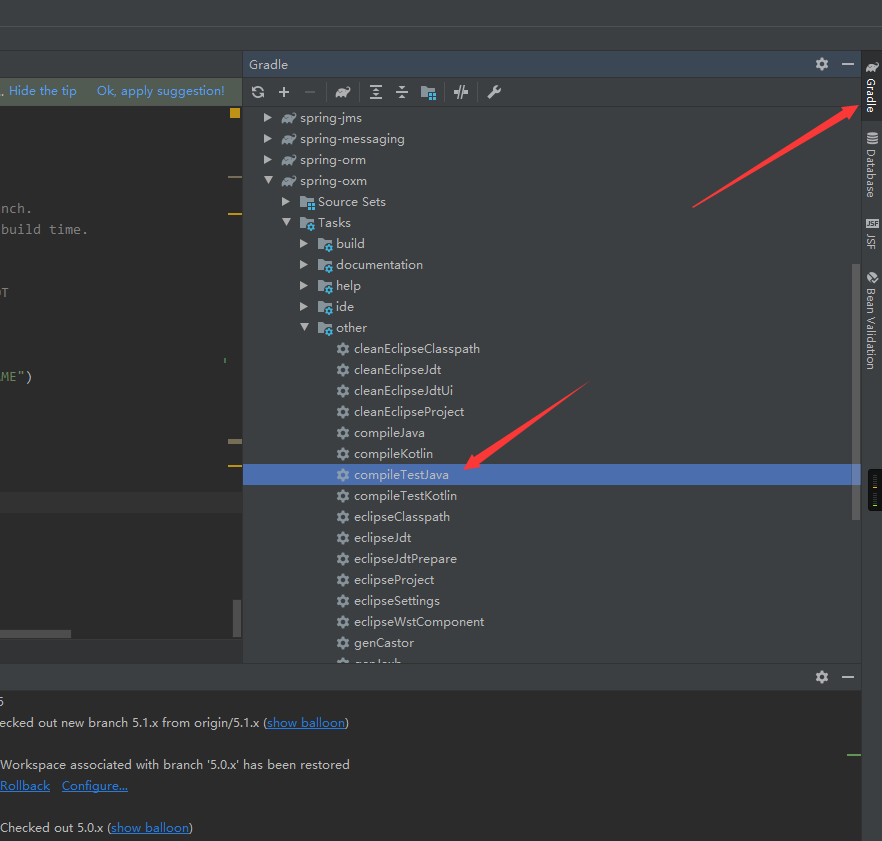 Gradle
. Hide the tip Ok, apply suggestion!
spring-jms
spring-messaging
spring-orm
spring-oxm
Source Sets
Tasks
build
documentation
help
ide
other
cleanEclipseClasspath
cleanEclipseJdt
cleanEclipseJdtUi
cleanEclipseProject
compileJava
compileKotlin
compileTestJava
compileTestKotlin
eclipseClasspath
eclipseJdt
eclipseJdtPrepare
eclipseProject
eclipseSettings
eclipseWstComponent
genCastor
nch.
build time.
ME")
Gradle
Database
JSF
JSF
Bean Validation
ecked out new branch 5.1.x from origin/5.1.x (show balloon)
Workspace associated with branch '5.0.x' has been restored
Rollback Configure...
Checked out 5.0.x (show balloon)